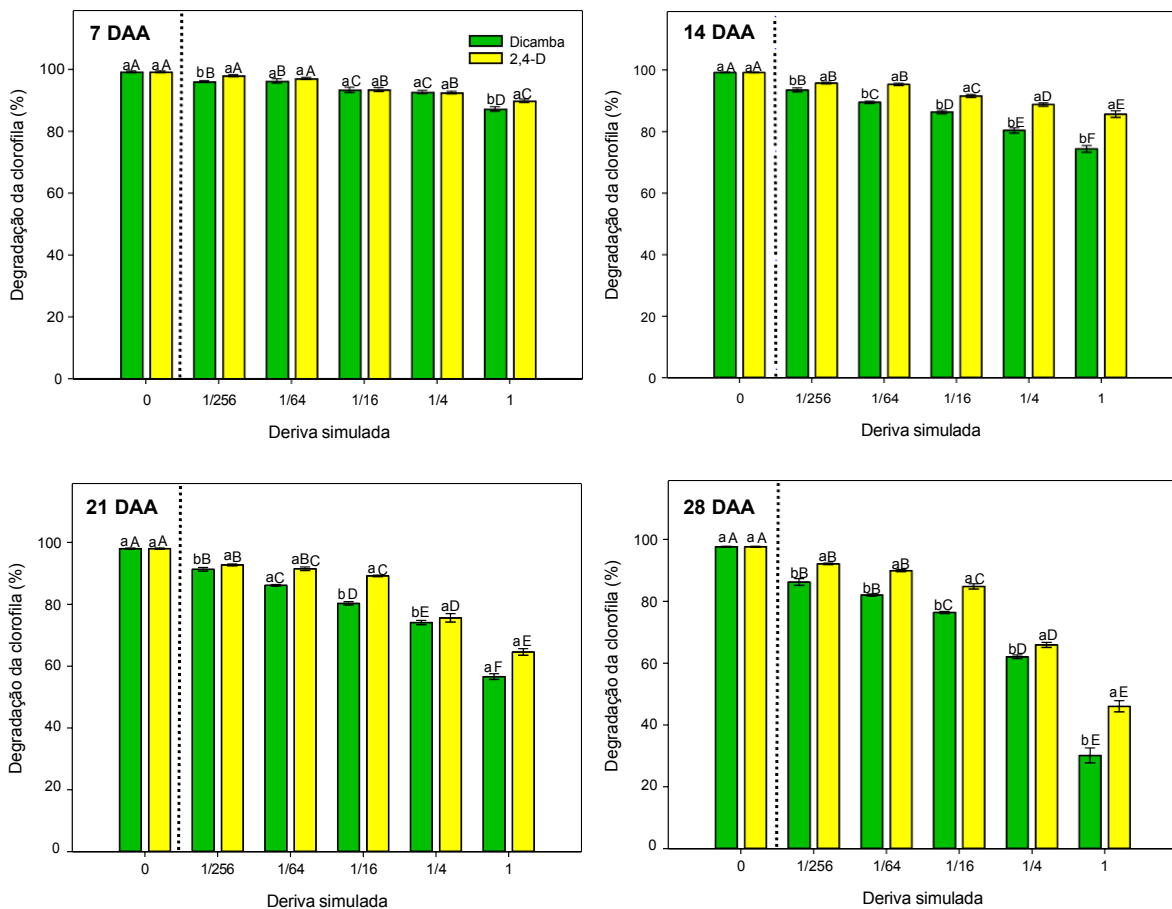 7 DAA
Dicamba
2,4-D
aA aA
bB aA
aB aA
aC aB
aC aB
bD aC
Degradação da clorofila (%)
100
80
60
40
20
0
0 1/256 1/64 1/16 1/4 1
Deriva simulada
14 DAA
aA aA
bB aB
bC aB
bD aC
bE aD
bF aE
Degradação da clorofila (%)
100
80
60
40
20
0
0 1/256 1/64 1/16 1/4 1
Deriva simulada
21 DAA
aA aA
bB aB
aC aBC
bD aC
bE aD
aF aE
Degradação da clorofila (%)
100
80
60
40
20
0
0 1/256 1/64 1/16 1/4 1
Deriva simulada
28 DAA
aA aA
bB aB
bB aB
bC aC
bD aD
bE aE
Degradação da clorofila (%)
100
80
60
40
20
0
0 1/256 1/64 1/16 1/4 1
Deriva simulada